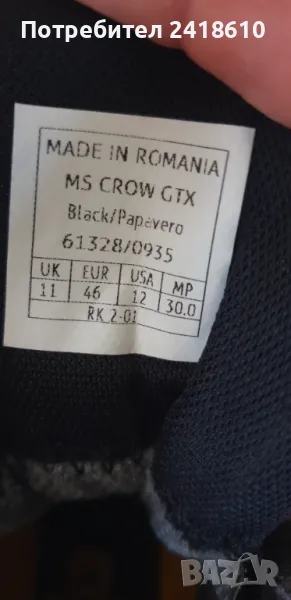 Потребител 2418610
MADE IN ROMANIA
MS CROW GTX
Black/Papavero
61328/0935
UK EUR USA MP
11 46 12 30.0
RK 2-01
BAZAR